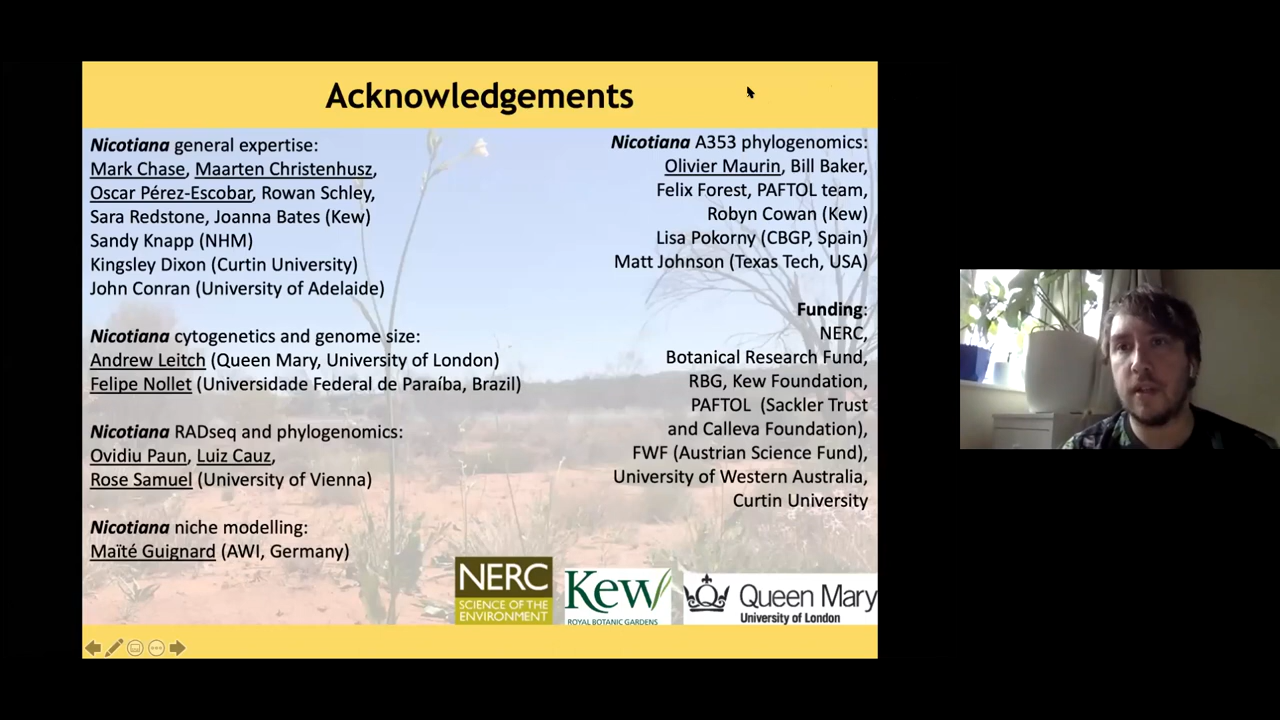 Acknowledgements
Nicotiana general expertise:
Mark Chase, Maarten Christenhusz,
Oscar Pérez-Escobar, Rowan Schley,
Sara Redstone, Joanna Bates (Kew)
Sandy Knapp (NHM)
Kingsley Dixon (Curtin University)
John Conran (University of Adelaide)
Nicotiana cytogenetics and genome size:
Andrew Leitch (Queen Mary, University of London)
Felipe Nollet (Universidade Federal de Paraíba, Brazil)
Nicotiana RADseq and phylogenomics:
Ovidiu Paun, Luiz Cauz,
Rose Samuel (University of Vienna)
Nicotiana niche modelling:
Maïté Guignard (AWI, Germany)
Nicotiana A353 phylogenomics:
Olivier Maurin, Bill Baker,
Felix Forest, PAFTOL team,
Robyn Cowan (Kew)
Lisa Pokorny (CBGP, Spain)
Matt Johnson (Texas Tech, USA)
Funding:
NERC,
Botanical Research Fund,
RBG, Kew Foundation,
PAFTOL (Sackler Trust
and Calleva Foundation),
FWF (Austrian Science Fund),
University of Western Australia,
Curtin University
NERC
SCIENCE OF THE
ENVIRONMENT
Kew
ROYAL BOTANIC GARDENS
Queen Mary
University of London